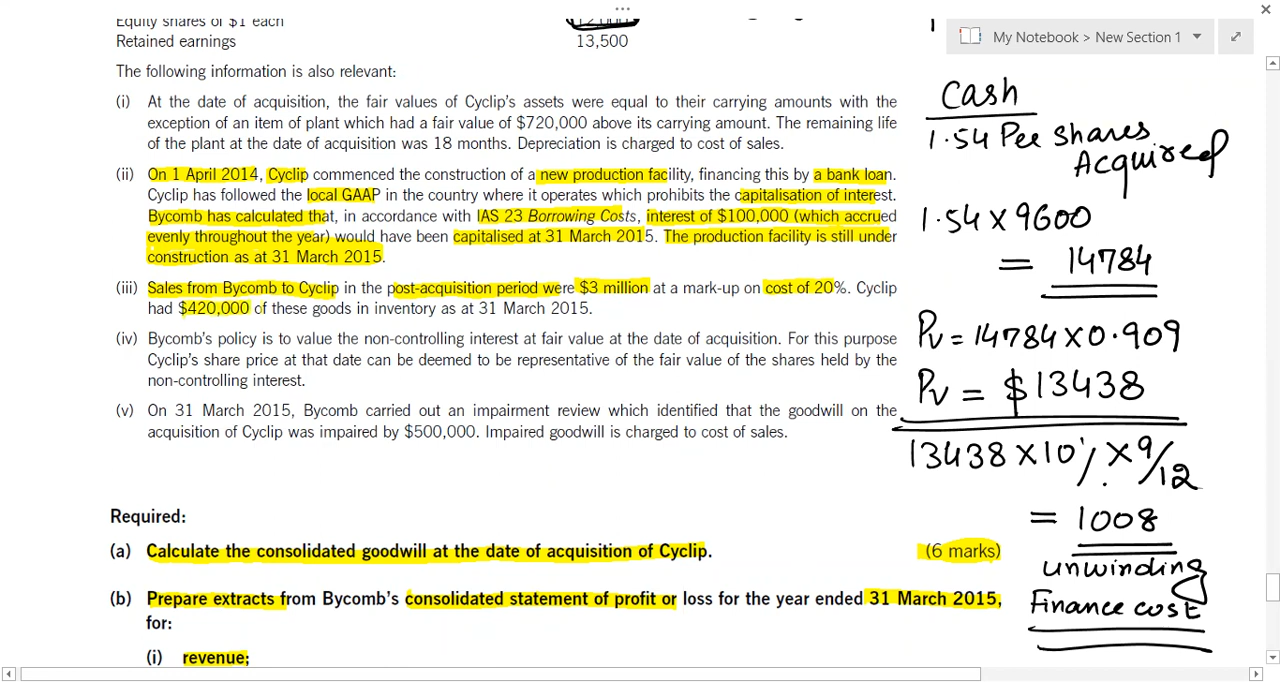 Equity shares of $1 each 12,000
Retained earnings 13,500
My Notebook > New Section 1
The following information is also relevant:
(i) At the date of acquisition, the fair values of Cyclip's assets were equal to their carrying amounts with the
exception of an item of plant which had a fair value of $720,000 above its carrying amount. The remaining life
of the plant at the date of acquisition was 18 months. Depreciation is charged to cost of sales.
(ii) On 1 April 2014, Cyclip commenced the construction of a new production facility, financing this by a bank loan.
Cyclip has followed the local GAAP in the country where it operates which prohibits the capitalisation of interest.
Bycomb has calculated that, in accordance with IAS 23 Borrowing Costs, interest of $100,000 (which accrued
evenly throughout the year) would have been capitalised at 31 March 2015. The production facility is still under
construction as at 31 March 2015.
(iii) Sales from Bycomb to Cyclip in the post-acquisition period were $3 million at a mark-up on cost of 20%. Cyclip
had $420,000 of these goods in inventory as at 31 March 2015.
(iv) Bycomb's policy is to value the non-controlling interest at fair value at the date of acquisition. For this purpose
Cyclip's share price at that date can be deemed to be representative of the fair value of the shares held by the
non-controlling interest.
(v) On 31 March 2015, Bycomb carried out an impairment review which identified that the goodwill on the
acquisition of Cyclip was impaired by $500,000. Impaired goodwill is charged to cost of sales.
Required:
(a) Calculate the consolidated goodwill at the date of acquisition of Cyclip. (6 marks)
(b) Prepare extracts from Bycomb's consolidated statement of profit or loss for the year ended 31 March 2015,
for:
(i) revenue;
Cash
1.54 Per shares
Acquired
1.54 x 9600
= 14784
Pv = 14784 x 0.909
Pv = $13438
13438 x 10% x 9/12
= 1008
unwinding
Finance cost